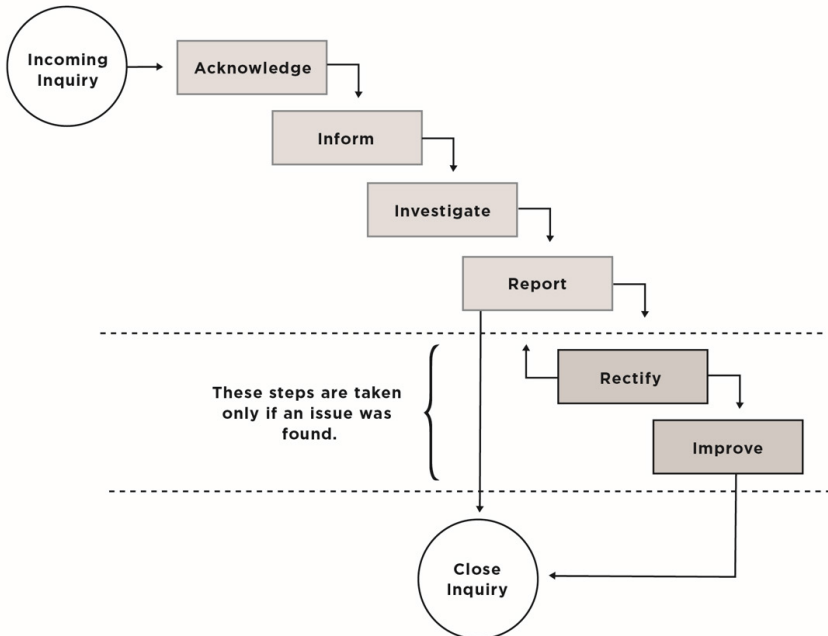 Incoming
Inquiry
Acknowledge
Inform
Investigate
Report
These steps are taken
only if an issue was
found.
Rectify
Improve
Close
Inquiry